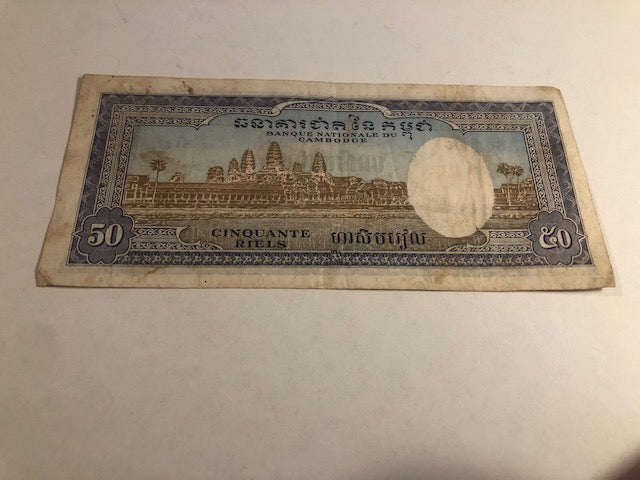 ធនាគារជាតិនៃកម្ពុជា
BANQUE NATIONALE DU
CAMBODGE
50
CINQUANTE
RIELS
ហាសិបរៀល
៥០